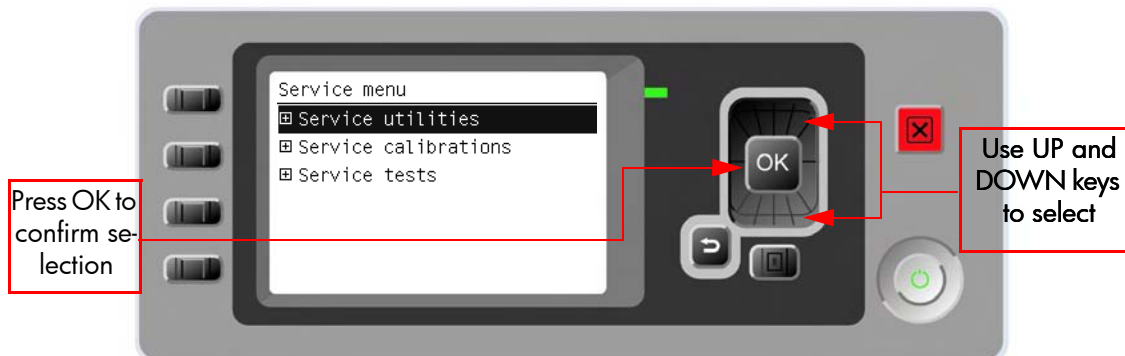 Service menu
⊞ Service utilities
⊞ Service calibrations
⊞ Service tests
OK
Press OK to
confirm se-
lection
Use UP and
DOWN keys
to select